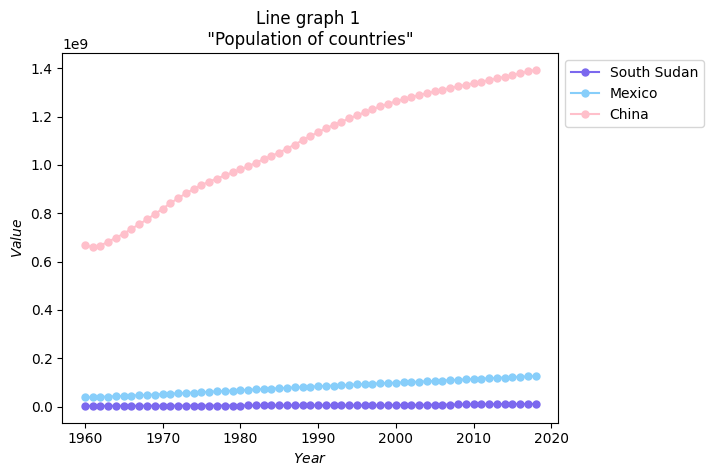 Line graph 1
"Population of countries"
1e9
South Sudan
Mexico
China
1.4
1.2
1.0
0.8
0.6
0.4
0.2
0.0
Value
1960 1970 1980 1990 2000 2010 2020
Year